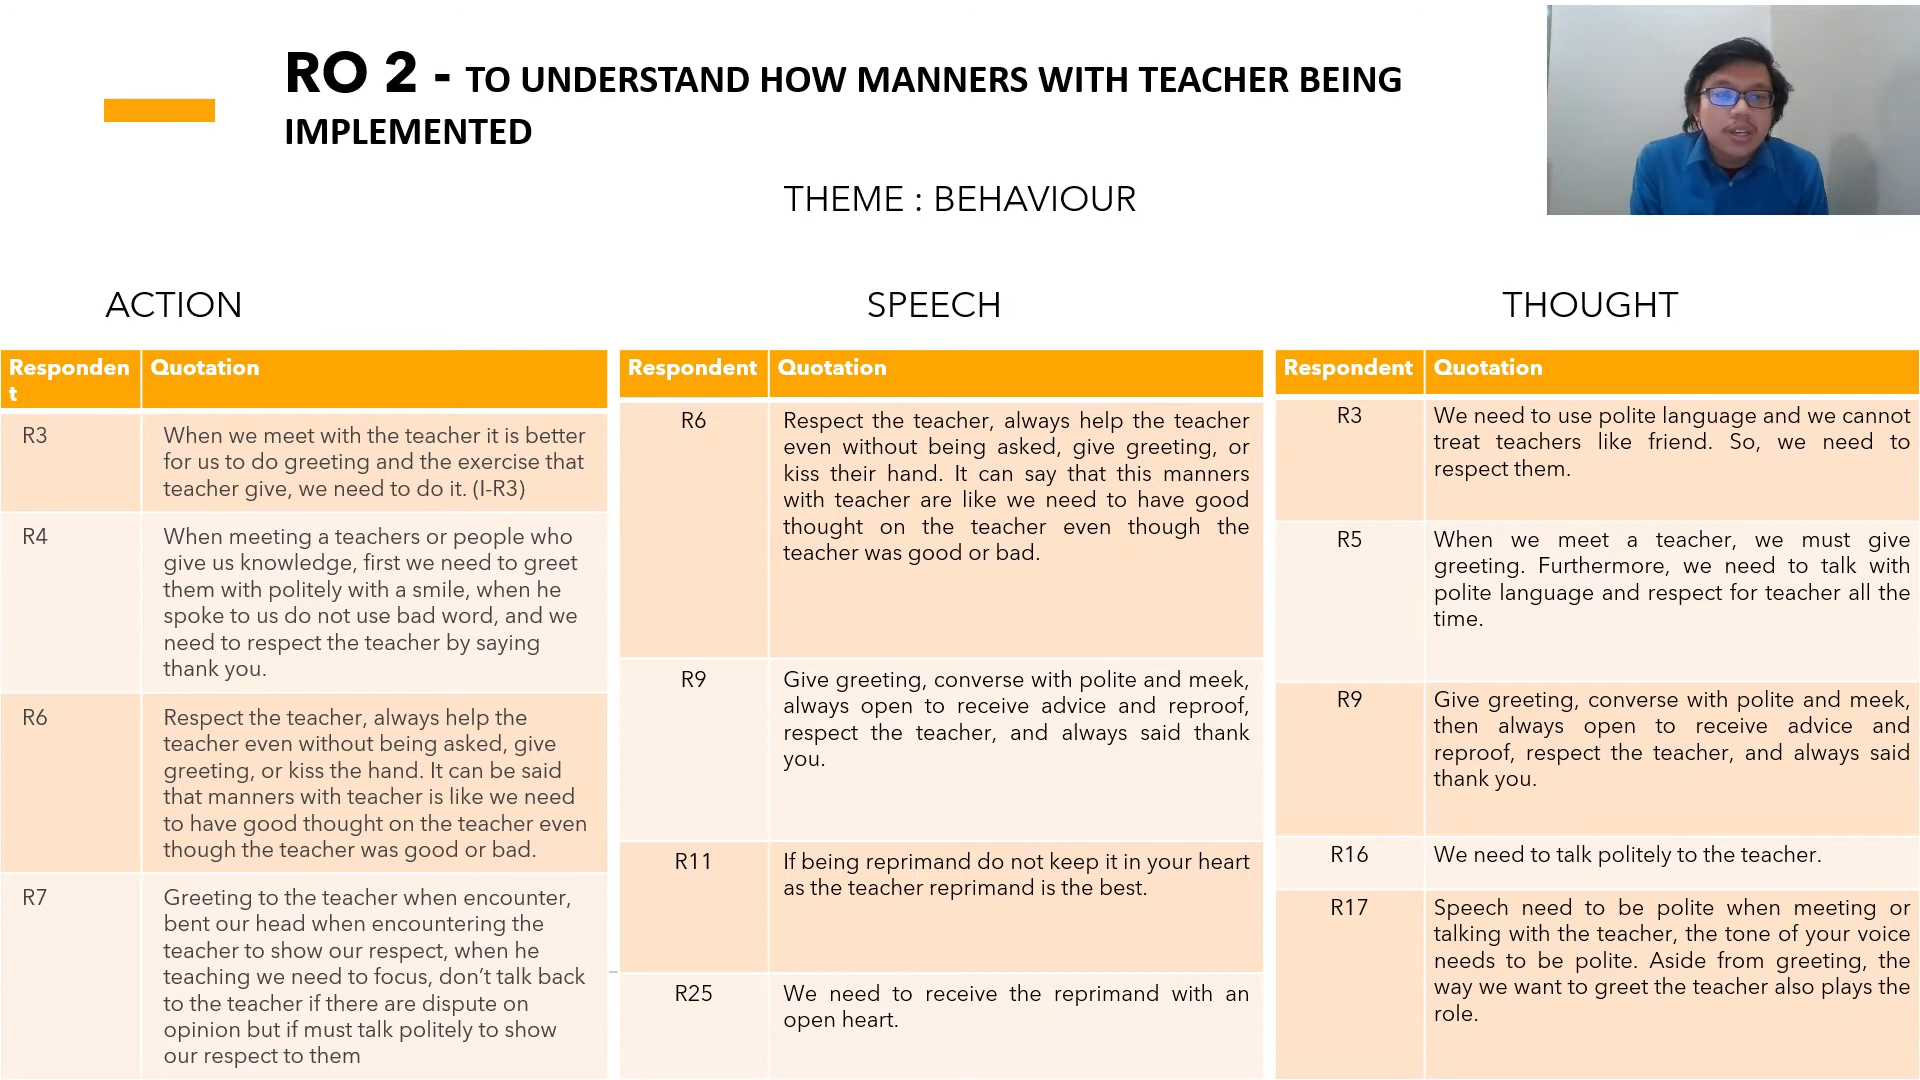 RO 2 - TO UNDERSTAND HOW MANNERS WITH TEACHER BEING
IMPLEMENTED
THEME : BEHAVIOUR
ACTION
Responden
t
Quotation
R3
When we meet with the teacher it is better
for us to do greeting and the exercise that
teacher give, we need to do it. (I-R3)
R4
When meeting a teachers or people who
give us knowledge, first we need to greet
them with politely with a smile, when he
spoke to us do not use bad word, and we
need to respect the teacher by saying
thank you.
R6
Respect the teacher, always help the
teacher even without being asked, give
greeting, or kiss the hand. It can be said
that manners with teacher is like we need
to have good thought on the teacher even
though the teacher was good or bad.
R7
Greeting to the teacher when encounter,
bent our head when encountering the
teacher to show our respect, when he
teaching we need to focus, don't talk back
to the teacher if there are dispute on
opinion but if must talk politely to show
our respect to them
SPEECH
Respondent
Quotation
R6
Respect the teacher, always help the teacher
even without being asked, give greeting, or
kiss their hand. It can say that this manners
with teacher are like we need to have good
thought on the teacher even though the
teacher was good or bad.
R9
Give greeting, converse with polite and meek,
always open to receive advice and reproof,
respect the teacher, and always said thank
you.
R11
If being reprimand do not keep it in your heart
as the teacher reprimand is the best.
R25
We need to receive the reprimand with an
open heart.
THOUGHT
Respondent
Quotation
R3
We need to use polite language and we cannot
treat teachers like friend. So, we need to
respect them.
R5
When we meet a teacher, we must give
greeting. Furthermore, we need to talk with
polite language and respect for teacher all the
time.
R9
Give greeting, converse with polite and meek,
then always open to receive advice and
reproof, respect the teacher, and always said
thank you.
R16
We need to talk politely to the teacher.
R17
Speech need to be polite when meeting or
talking with the teacher, the tone of your voice
needs to be polite. Aside from greeting, the
way we want to greet the teacher also plays the
role.